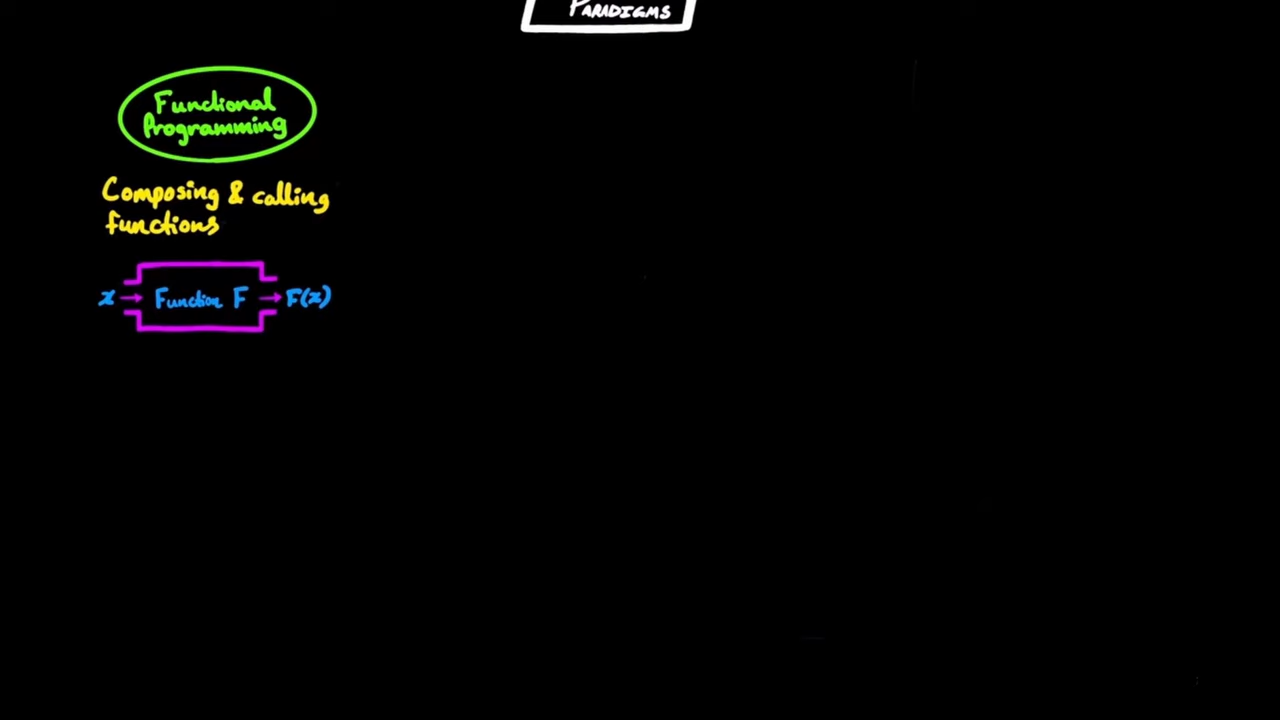 PARADIGMS
Functional
Programming
Composing & calling
functions
x → Function F → F(x)